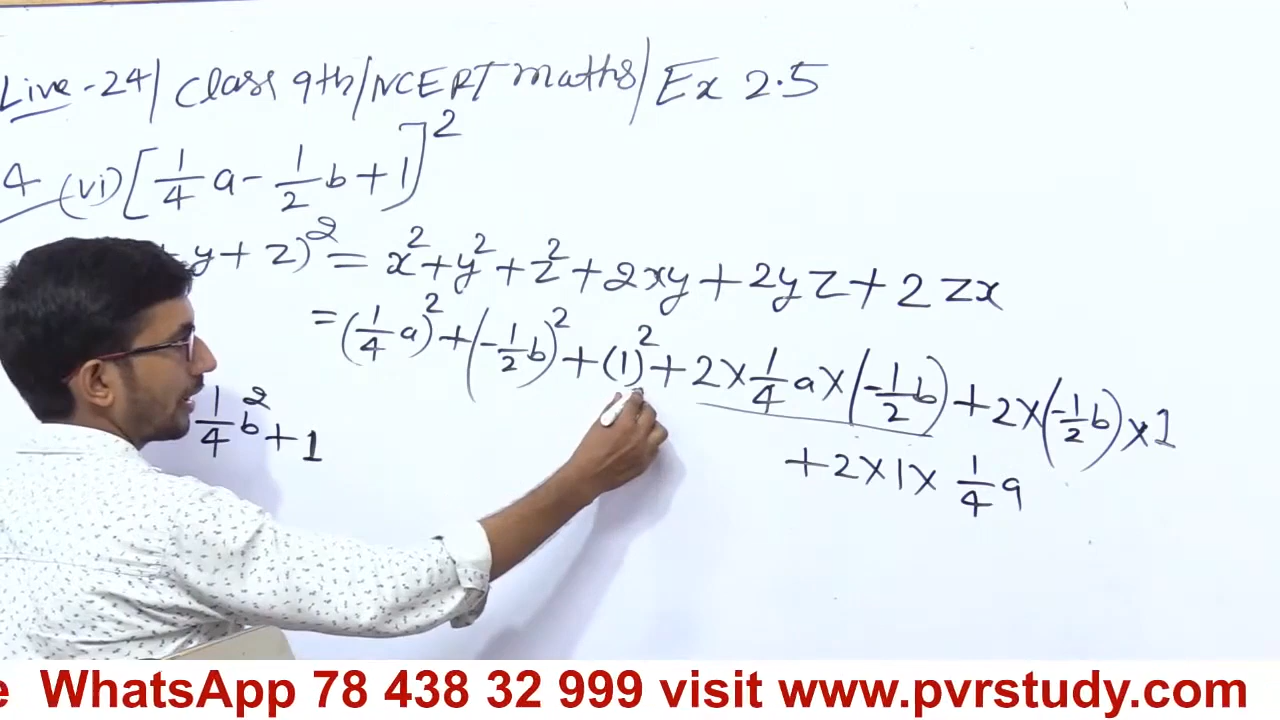 Live - 24 / Class 9th / NCERT maths / Ex 2.5
4 (vi) [1/4 a - 1/2 b + 1]²
y + z)² = x² + y² + z² + 2xy + 2yz + 2zx
= (1/4 a)² + (-1/2 b)² + (1)² + 2 × 1/4 a × (-1/2 b) + 2 × (-1/2 b) × 1
1/4 b² + 1
+ 2 × 1 × 1/4 a
WhatsApp 78 438 32 999 visit www.pvrstudy.com